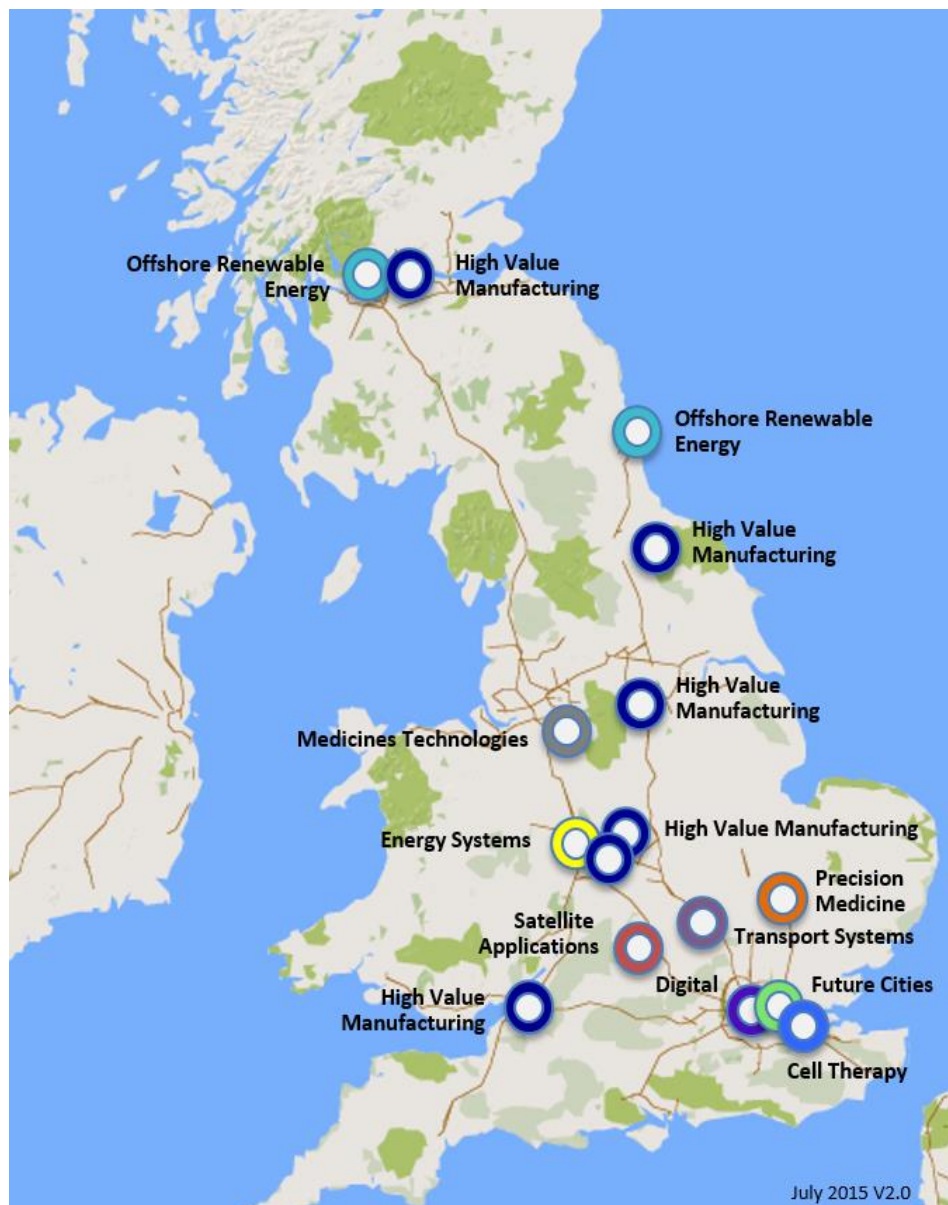 Offshore Renewable
Energy
High Value
Manufacturing
Offshore Renewable
Energy
High Value
Manufacturing
High Value
Manufacturing
Medicines Technologies
High Value Manufacturing
Energy Systems
Precision
Medicine
Satellite
Applications
Transport Systems
Digital
Future Cities
High Value
Manufacturing
Cell Therapy
July 2015 V2.0